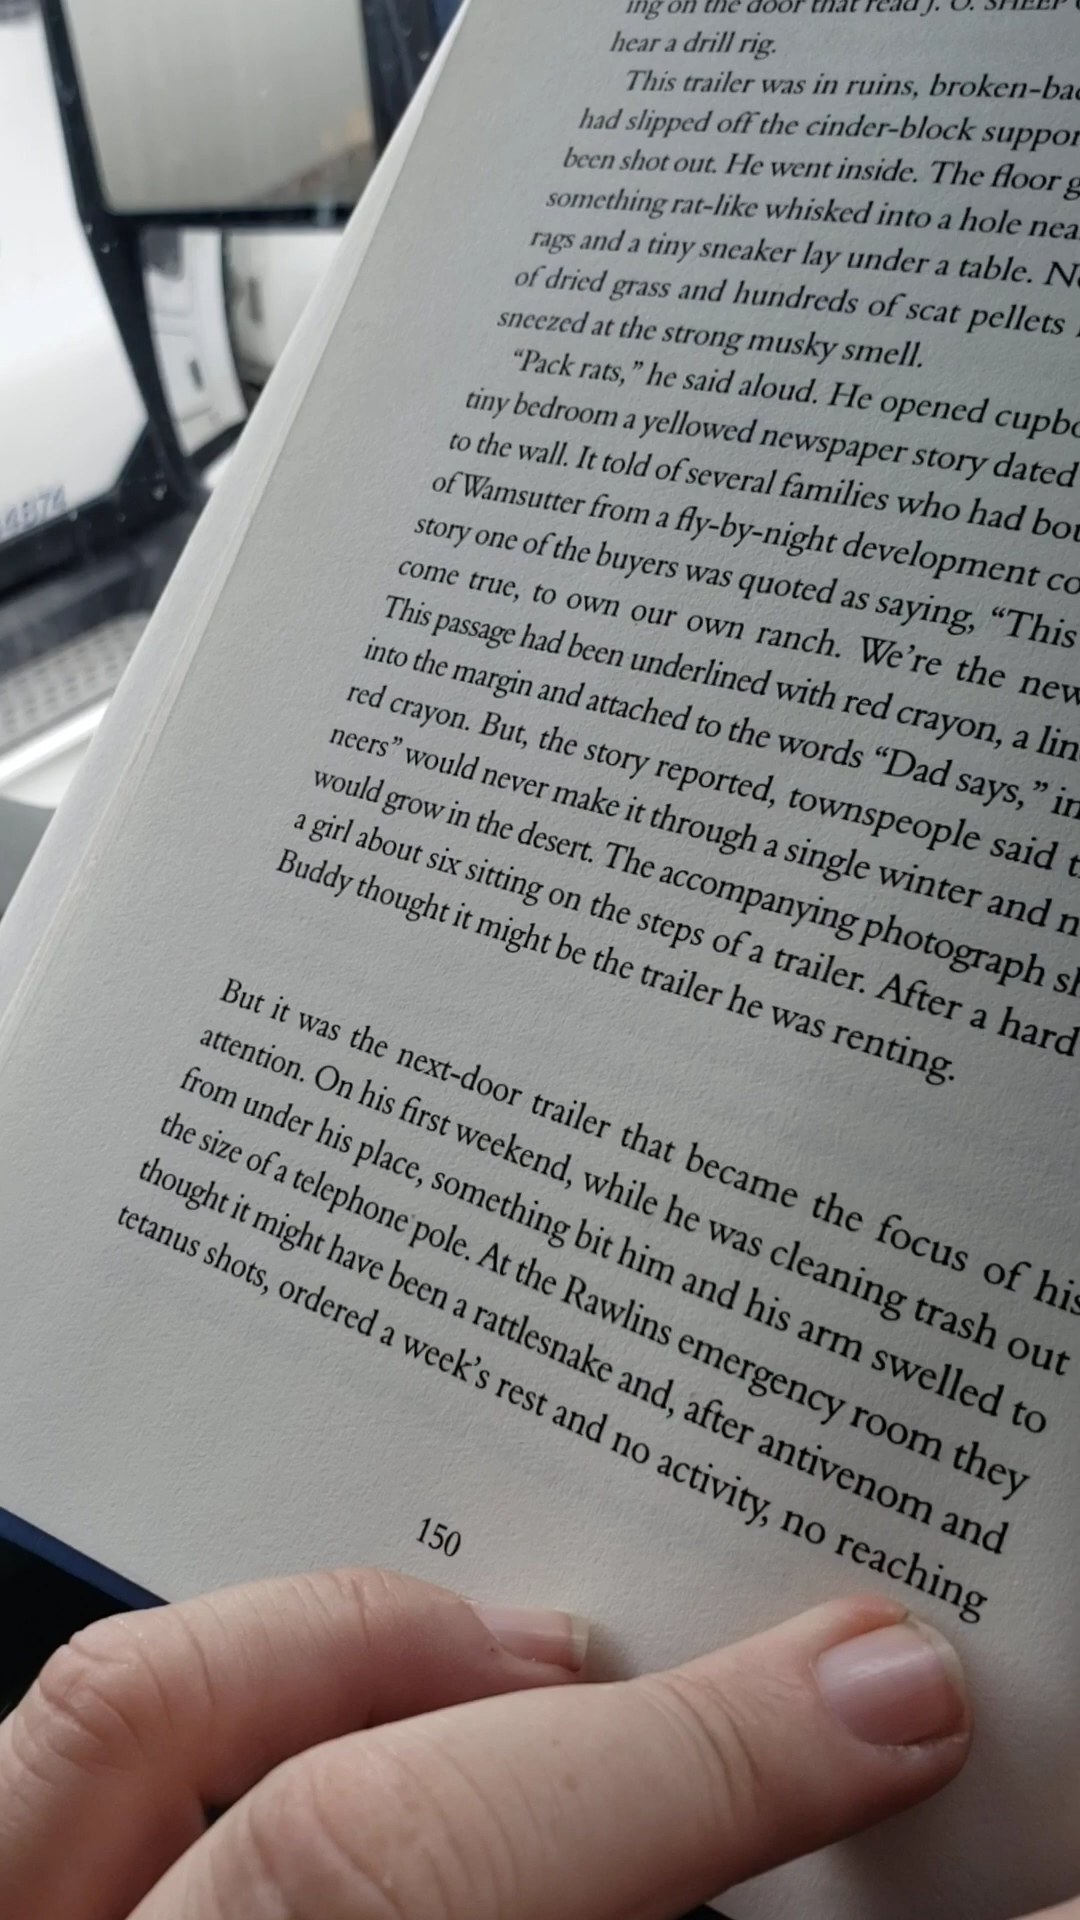 ing on the door that read J. O. SHEEP
hear a drill rig.
This trailer was in ruins, broken-bac
had slipped off the cinder-block suppor
been shot out. He went inside. The floor g
something rat-like whisked into a hole nea
rags and a tiny sneaker lay under a table. N
of dried grass and hundreds of scat pellets
sneezed at the strong musky smell.
“Pack rats,” he said aloud. He opened cupbo
tiny bedroom a yellowed newspaper story dated
to the wall. It told of several families who had bou
of Wamsutter from a fly-by-night development co
story one of the buyers was quoted as saying, “This
come true, to own our own ranch. We’re the new
This passage had been underlined with red crayon, a lin
into the margin and attached to the words “Dad says,” in
red crayon. But, the story reported, townspeople said t
neers” would never make it through a single winter and n
would grow in the desert. The accompanying photograph sh
a girl about six sitting on the steps of a trailer. After a hard
Buddy thought it might be the trailer he was renting.
But it was the next-door trailer that became the focus of his
attention. On his first weekend, while he was cleaning trash out
from under his place, something bit him and his arm swelled to
the size of a telephone pole. At the Rawlins emergency room they
thought it might have been a rattlesnake and, after antivenom and
tetanus shots, ordered a week’s rest and no activity, no reaching
150